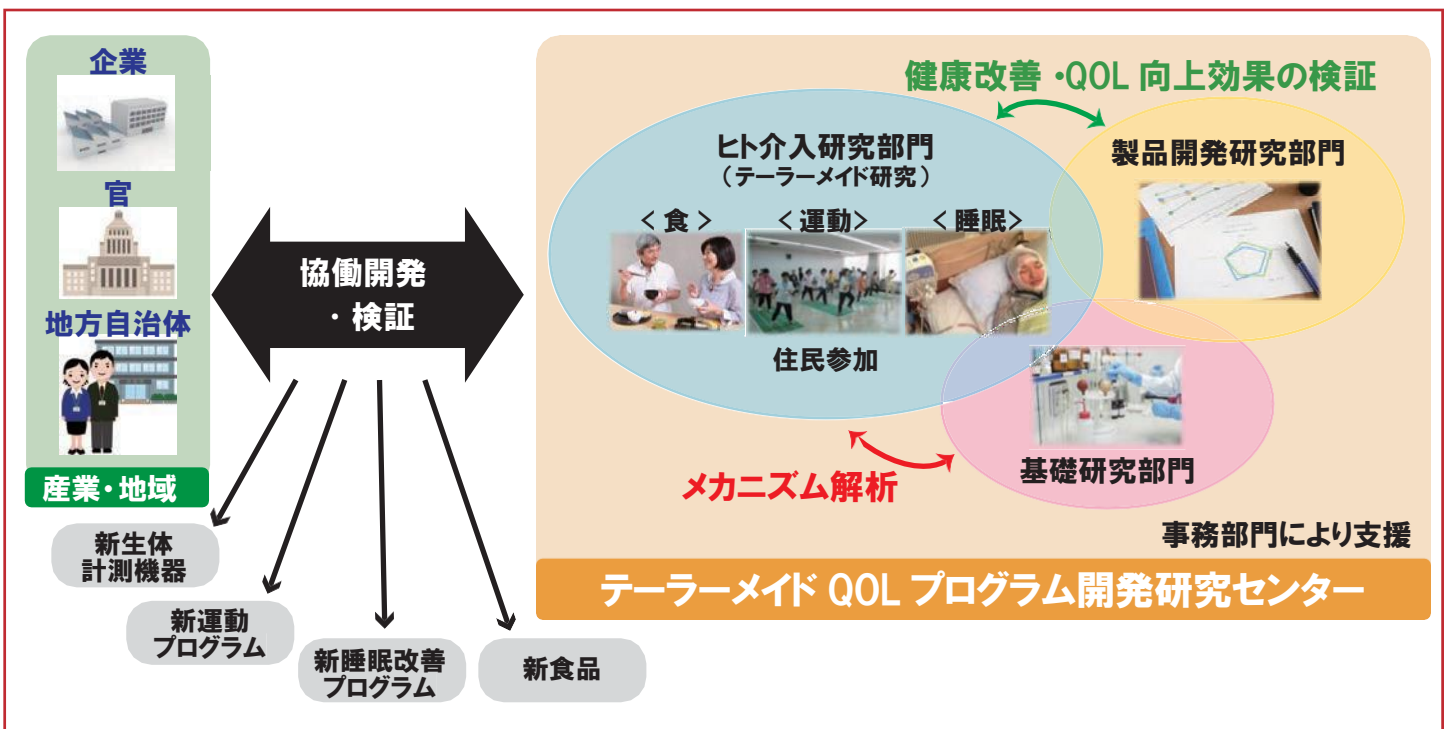 企業
官
地方自治体
産業・地域
協働開発
・検証
新生体
計測機器
新運動
プログラム
新睡眠改善
プログラム
新食品
健康改善・QOL 向上効果の検証
ヒト介入研究部門
（テーラーメイド研究）
＜食＞
＜運動＞
＜睡眠＞
住民参加
製品開発研究部門
基礎研究部門
メカニズム解析
事務部門により支援
テーラーメイド QOL プログラム開発研究センター